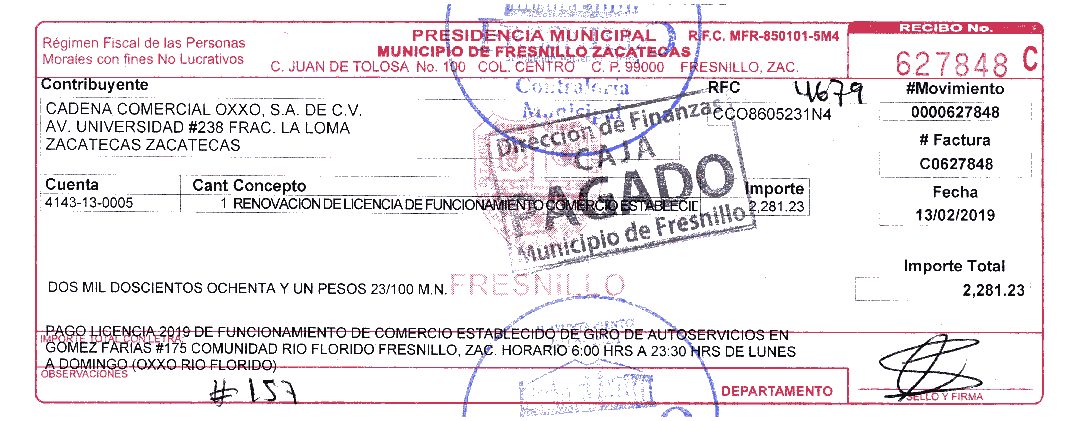 Régimen Fiscal de las Personas
Morales con fines No Lucrativos
PRESIDENCIA MUNICIPAL R.F.C. MFR-850101-5M4
MUNICIPIO DE FRESNILLO ZACATECAS
C. JUAN DE TOLOSA No. 100 COL. CENTRO C. P. 99000 FRESNILLO, ZAC.
RECIBO No.
627848 C
Contribuyente
CADENA COMERCIAL OXXO, S.A. DE C.V.
AV. UNIVERSIDAD #238 FRAC. LA LOMA
ZACATECAS ZACATECAS
Contraloría
Municipal
RFC 4679
CCO8605231N4
#Movimiento
0000627848
# Factura
C0627848
Fecha
13/02/2019
Dirección de Finanzas
CAJA
PAGADO
Municipio de Fresnillo
Cuenta Cant Concepto Importe
4143-13-0005 1 RENOVACION DE LICENCIA DE FUNCIONAMIENTO COMERCIO ESTABLECID 2,281.23
Importe Total
2,281.23
DOS MIL DOSCIENTOS OCHENTA Y UN PESOS 23/100 M.N.
FRESNILLO
IMPORTE TOTAL CON LETRA
PAGO LICENCIA 2019 DE FUNCIONAMIENTO DE COMERCIO ESTABLECIDO DE GIRO DE AUTOSERVICIOS EN
GOMEZ FARIAS #175 COMUNIDAD RIO FLORIDO FRESNILLO, ZAC. HORARIO 6:00 HRS A 23:30 HRS DE LUNES
A DOMINGO (OXXO RIO FLORIDO)
OBSERVACIONES
# 157
DEPARTAMENTO
SELLO Y FIRMA